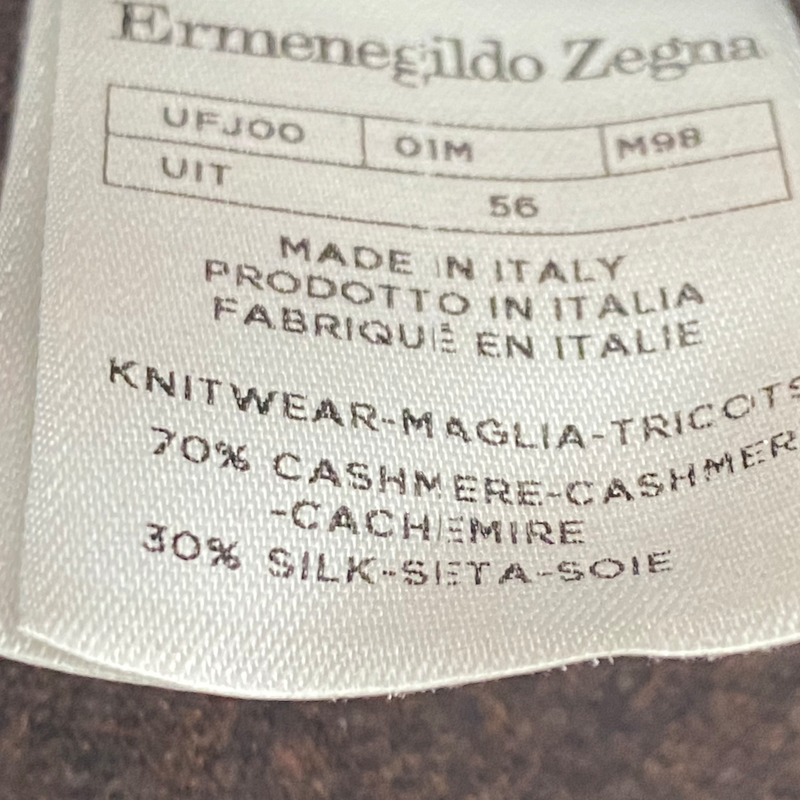 Ermenegildo Zegna
UFJ00 01M M98
UIT 56
MADE IN ITALY
PRODOTTO IN ITALIA
FABRIQUÉ EN ITALIE
KNITWEAR-MAGLIA-TRICOTS
70% CASHMERE-CASHMER
-CACHEMIRE
30% SILK-SETA-SOIE